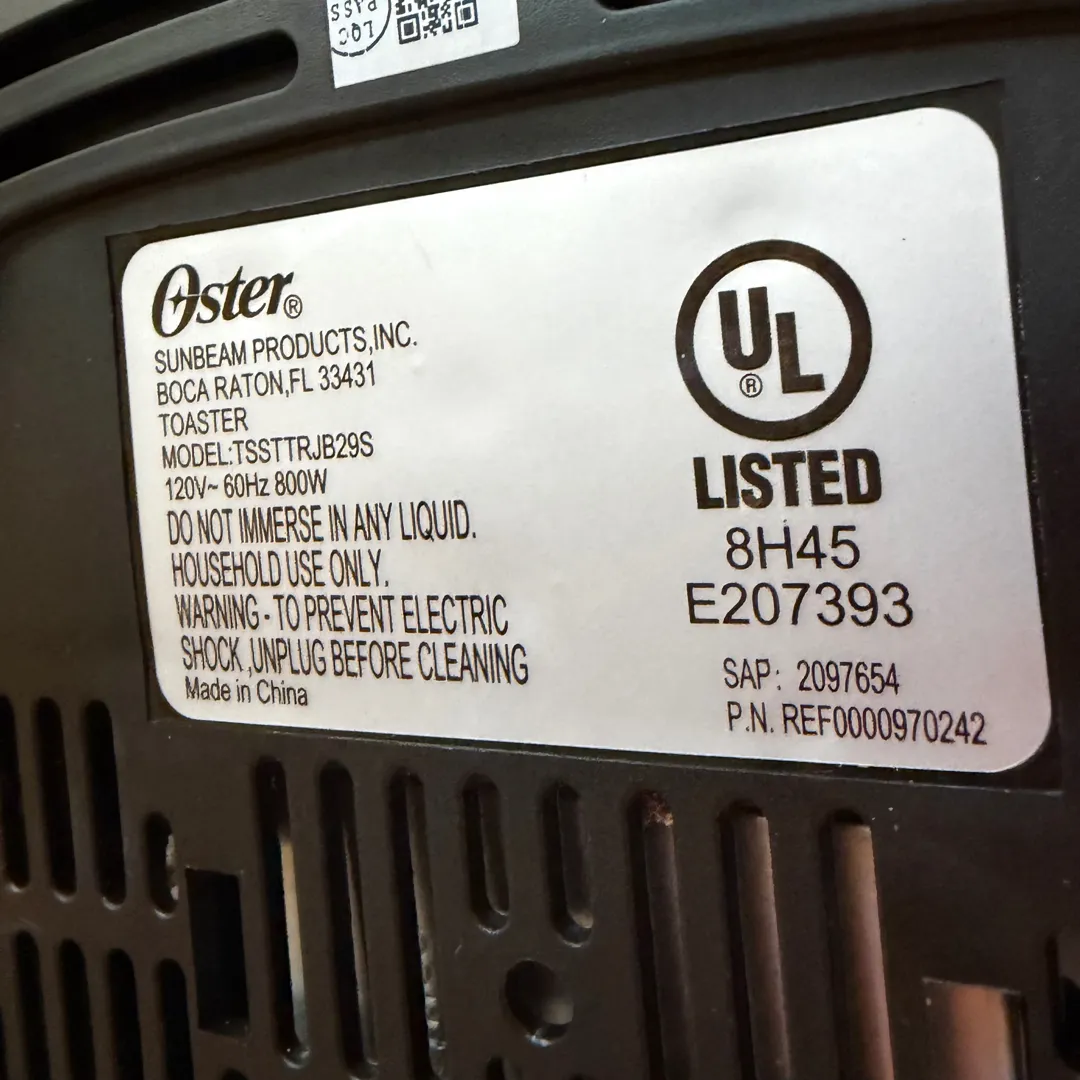 LQC
PASS
Oster®
SUNBEAM PRODUCTS,INC.
BOCA RATON,FL 33431
TOASTER
MODEL:TSSTTRJB29S
120V~ 60Hz 800W
DO NOT IMMERSE IN ANY LIQUID.
HOUSEHOLD USE ONLY.
WARNING - TO PREVENT ELECTRIC
SHOCK ,UNPLUG BEFORE CLEANING
Made in China
UL®
LISTED
8H45
E207393
SAP: 2097654
P.N. REF0000970242